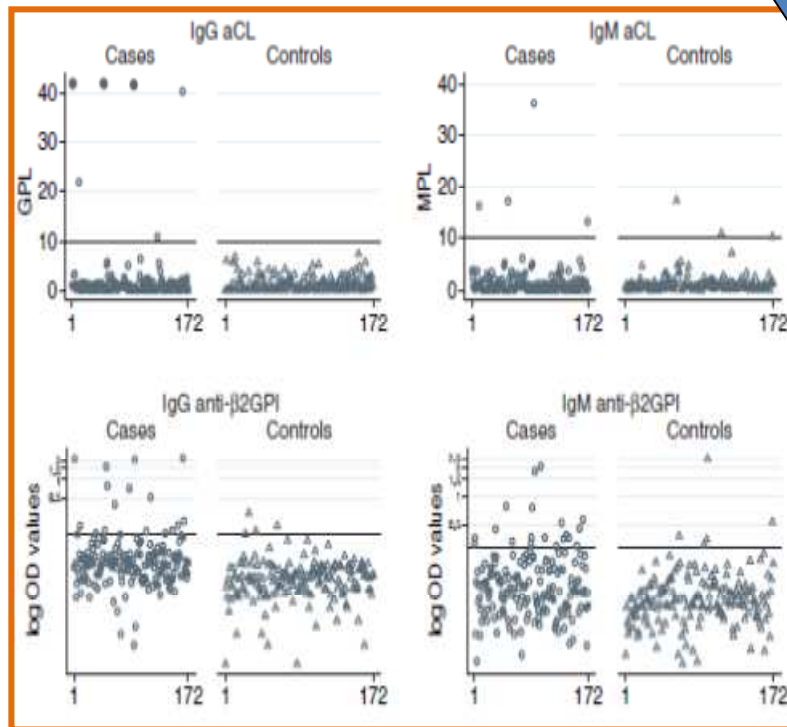 IgG aCL
Cases Controls
GPL
40
30
20
10
0
1 172 1 172
IgM aCL
Cases Controls
MPL
40
30
20
10
0
1 172 1 172
IgG anti-β2GPI
Cases Controls
log OD values
1 172 1 172
IgM anti-β2GPI
Cases Controls
log OD values
1 172 1 172